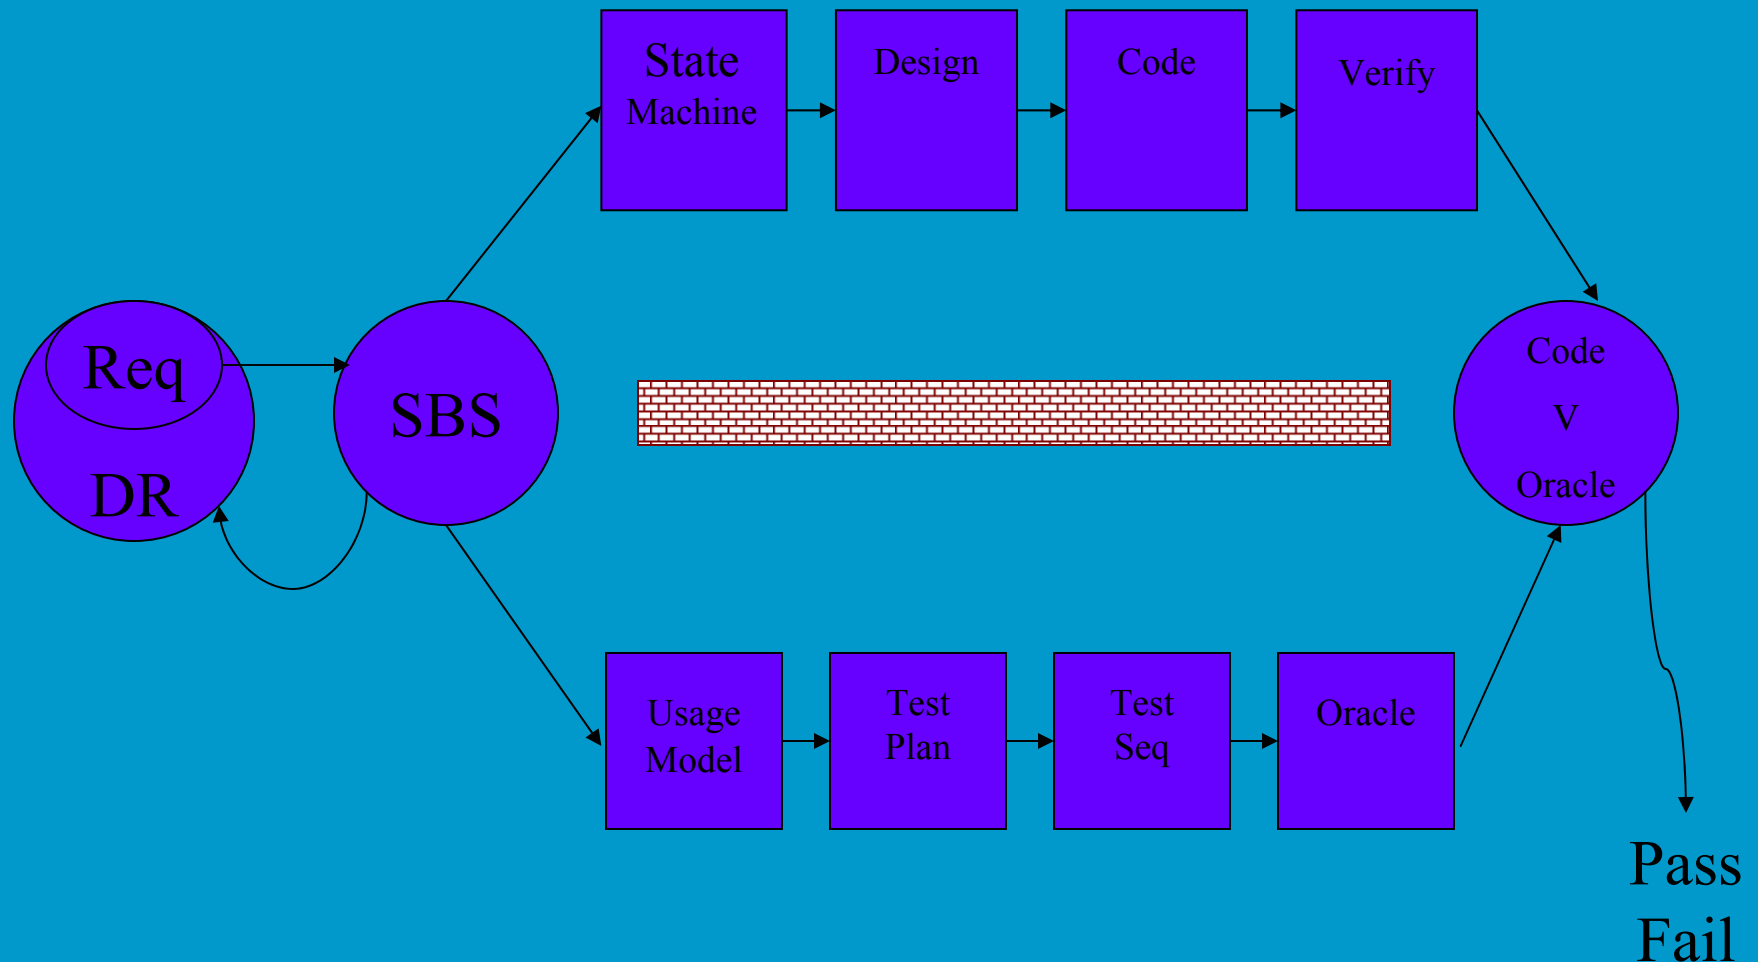 State
Machine
Design
Code
Verify
Req
DR
SBS
Code
V
Oracle
Usage
Model
Test
Plan
Test
Seq
Oracle
Pass
Fail